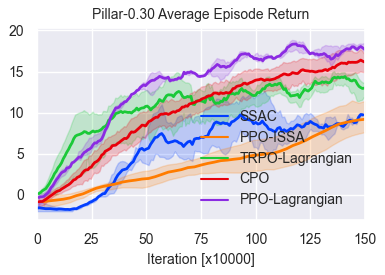 Pillar-0.30 Average Episode Return
20
15
10
5
0
SSAC
PPO-ISSA
TRPO-Lagrangian
CPO
PPO-Lagrangian
0 25 50 75 100 125 150
Iteration [x10000]